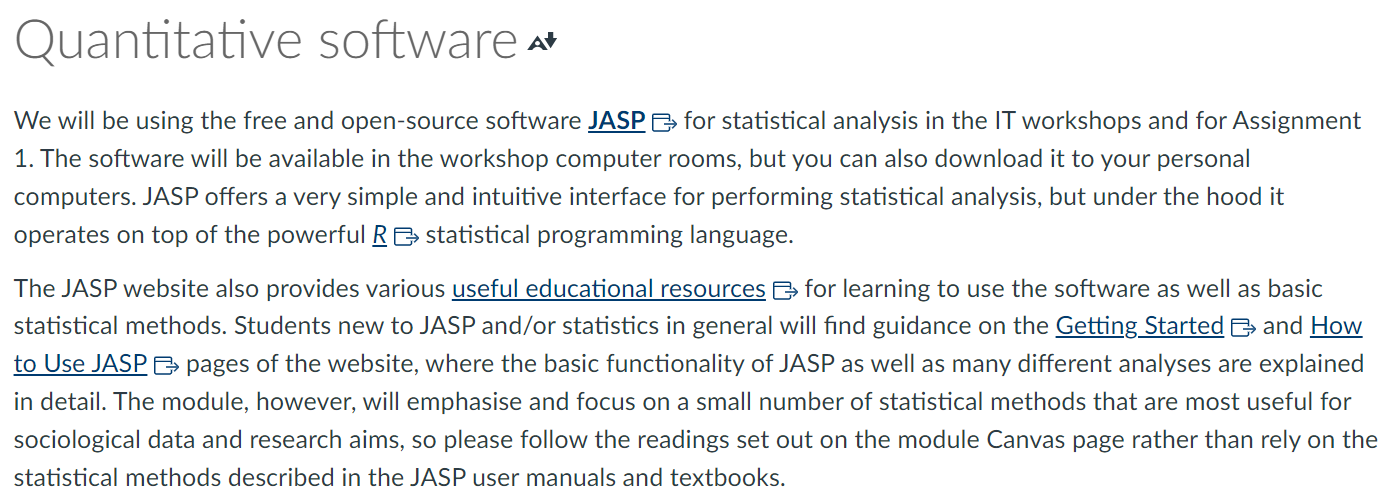 Quantitative software
We will be using the free and open-source software JASP for statistical analysis in the IT workshops and for Assignment
1. The software will be available in the workshop computer rooms, but you can also download it to your personal
computers. JASP offers a very simple and intuitive interface for performing statistical analysis, but under the hood it
operates on top of the powerful R statistical programming language.
The JASP website also provides various useful educational resources for learning to use the software as well as basic
statistical methods. Students new to JASP and/or statistics in general will find guidance on the Getting Started and How
to Use JASP pages of the website, where the basic functionality of JASP as well as many different analyses are explained
in detail. The module, however, will emphasise and focus on a small number of statistical methods that are most useful for
sociological data and research aims, so please follow the readings set out on the module Canvas page rather than rely on the
statistical methods described in the JASP user manuals and textbooks.